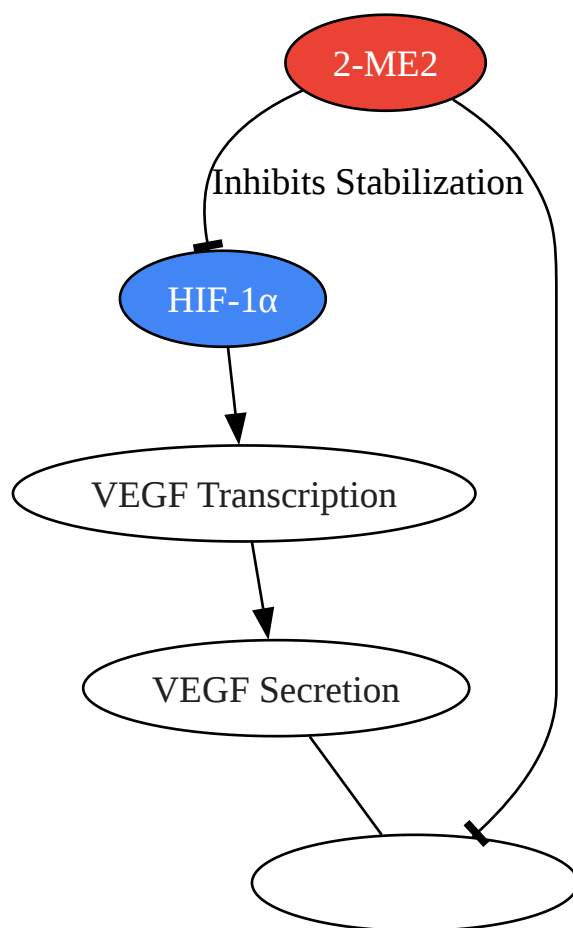 2-ME2
Inhibits Stabilization
HIF-1α
VEGF Transcription
VEGF Secretion